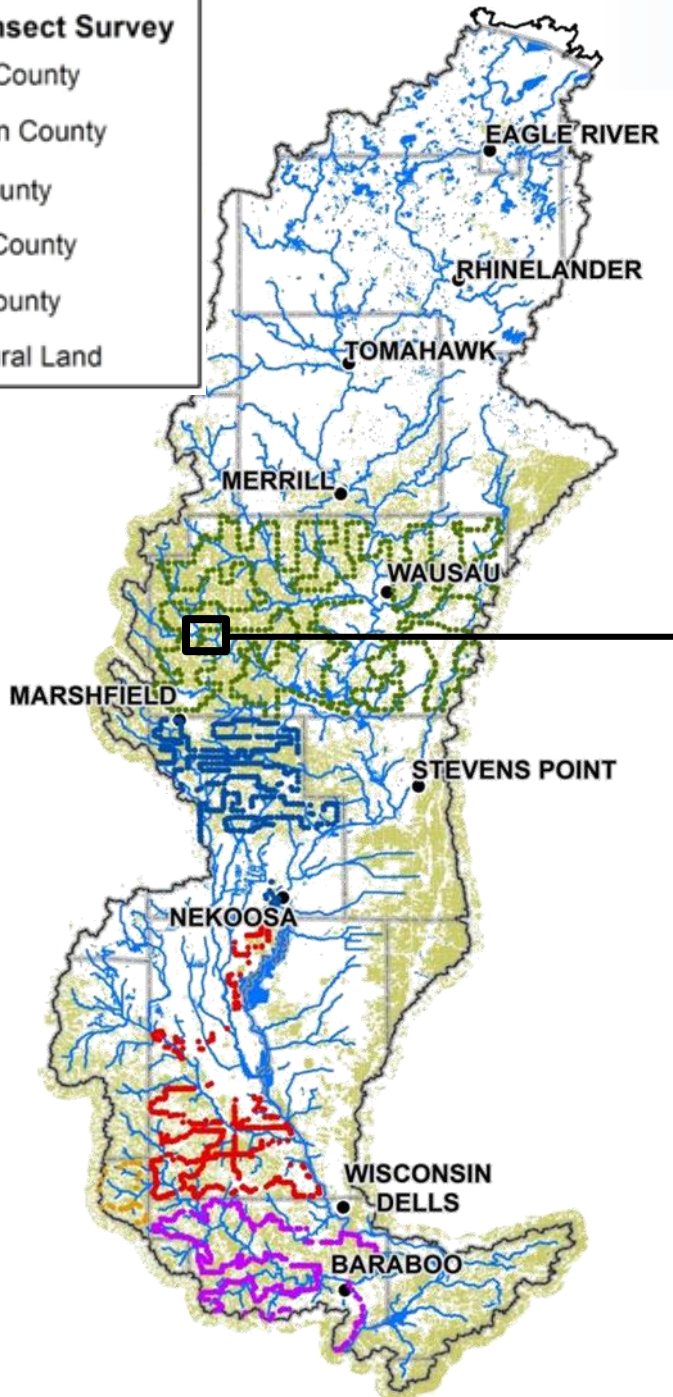 nsect Survey
County
n County
unty
County
ounty
ral Land
EAGLE RIVER
RHINELANDER
TOMAHAWK
MERRILL
WAUSAU
MARSHFIELD
STEVENS POINT
NEKOOSA
WISCONSIN
DELLS
BARABOO